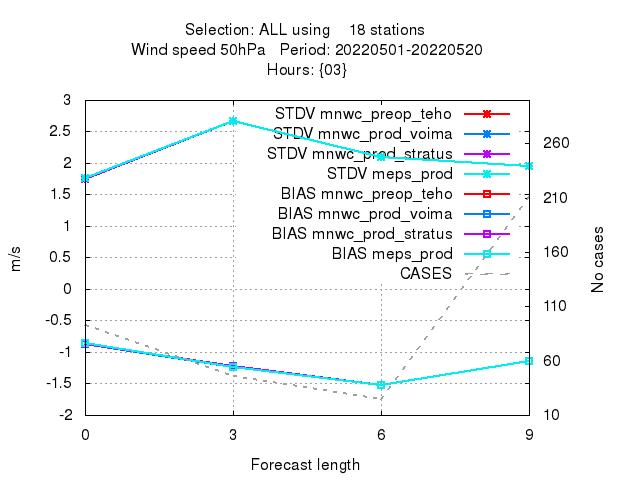 Selection: ALL using 18 stations
Wind speed 50hPa Period: 20220501-20220520
Hours: {03}
3
2.5
2
1.5
1
0.5
0
-0.5
-1
-1.5
-2
m/s
STDV mnwc_preop_teho
STDV mnwc_prod_voima
STDV mnwc_prod_stratus
STDV meps_prod
BIAS mnwc_preop_teho
BIAS mnwc_prod_voima
BIAS mnwc_prod_stratus
BIAS meps_prod
CASES
260
210
160
110
60
10
No cases
0 3 6 9
Forecast length